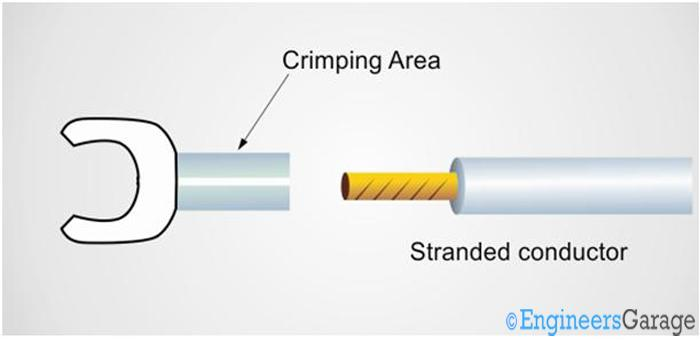 Crimping Area
Stranded conductor
©EngineersGarage